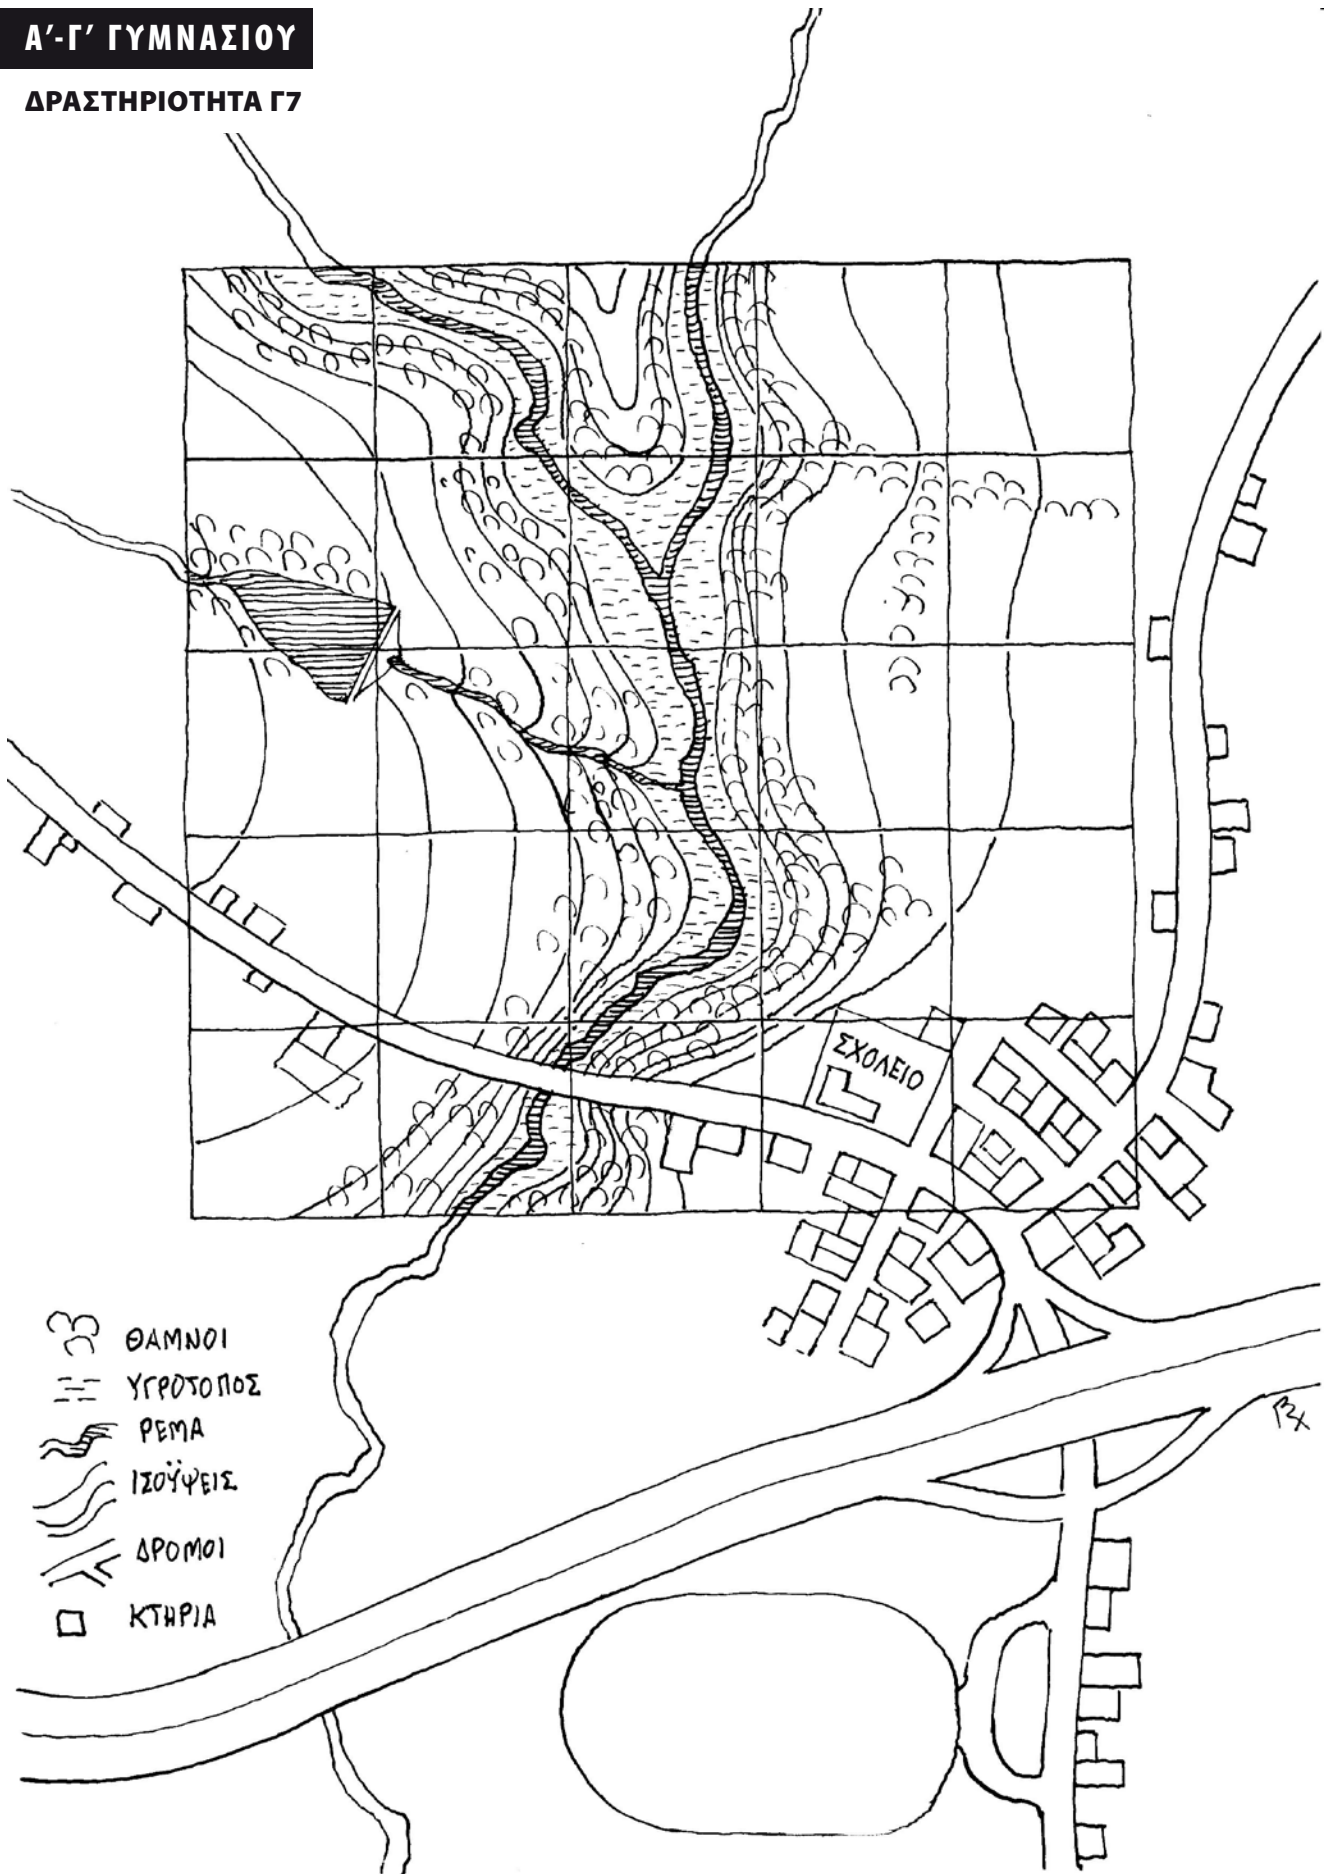 Α΄-Γ΄ ΓΥΜΝΑΣΙΟΥ
ΔΡΑΣΤΗΡΙΟΤΗΤΑ Γ7
ΣΧΟΛΕΙΟ
ΘΑΜΝΟΙ
ΥΓΡΟΤΟΠΟΣ
ΡΕΜΑ
ΙΣΟΫΨΕΙΣ
ΔΡΟΜΟΙ
ΚΤΗΡΙΑ